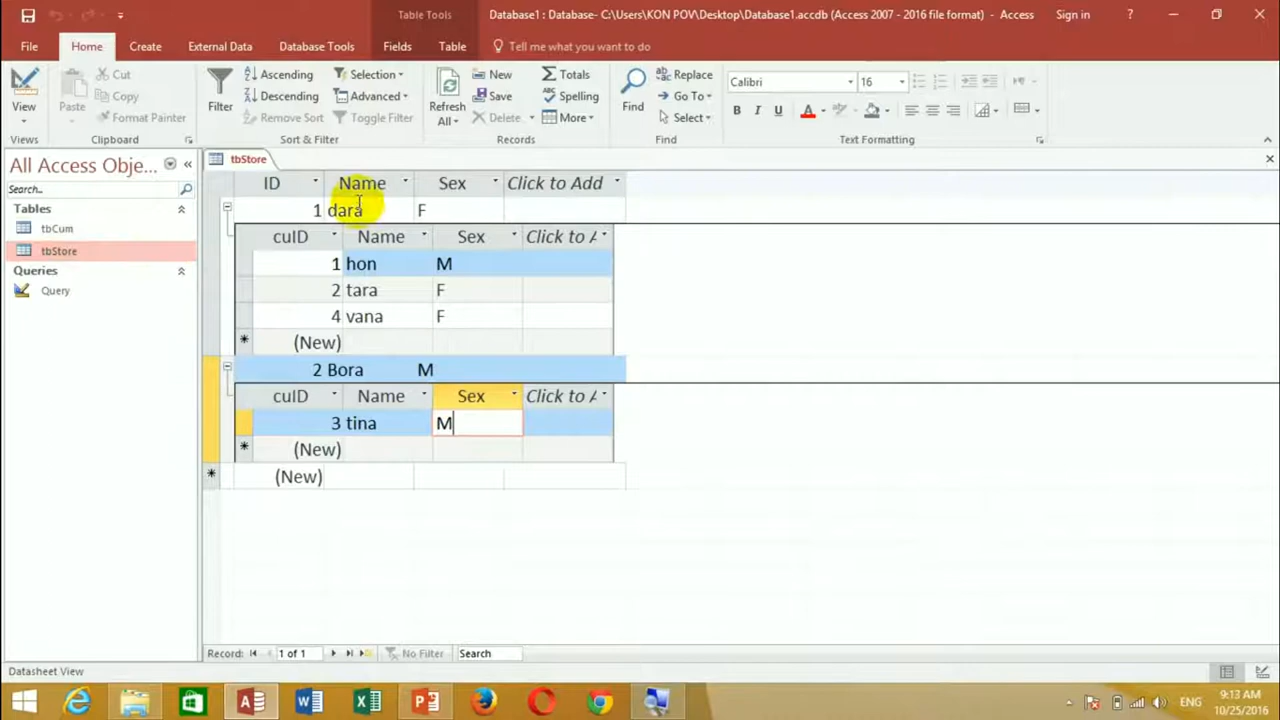 Table Tools
Database1 : Database- C:\Users\KON POV\Desktop\Database1.accdb (Access 2007 - 2016 file format) - Access
Sign in
?
File Home Create External Data Database Tools Fields Table Tell me what you want to do
View
Views
Paste
Cut
Copy
Format Painter
Clipboard
Filter
Ascending
Descending
Remove Sort
Selection
Advanced
Toggle Filter
Sort & Filter
Refresh
All
New
Save
Delete
Totals
Spelling
More
Records
Find
Replace
Go To
Select
Find
Calibri 16
B I U A
Text Formatting
All Access Obje...
Search..
Tables
tbCum
tbStore
Queries
Query
tbStore
ID Name Sex Click to Add
1 dara F
cuID Name Sex Click to A
1 hon M
2 tara F
4 vana F
* (New)
2 Bora M
cuID Name Sex Click to A
3 tina M
* (New)
* (New)
Record: 1 of 1 No Filter Search
Datasheet View
ENG
9:13 AM
10/25/2016